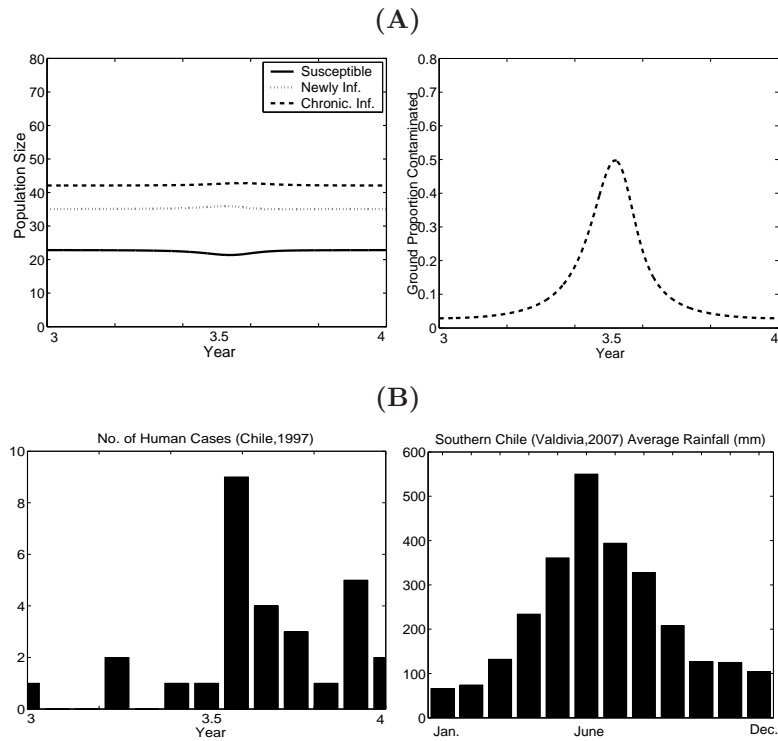 (A)
80
70
60
50
40
30
20
10
0
3
3.5
4
Population Size
Year
Susceptible
Newly Inf.
Chronic. Inf.
0.8
0.7
0.6
0.5
0.4
0.3
0.2
0.1
0
3
3.5
4
Ground Proportion Contaminated
Year
(B)
No. of Human Cases (Chile,1997)
10
8
6
4
2
0
3
3.5
4
Year
Southern Chile (Valdivia,2007) Average Rainfall (mm)
600
500
400
300
200
100
0
Jan.
June
Dec.